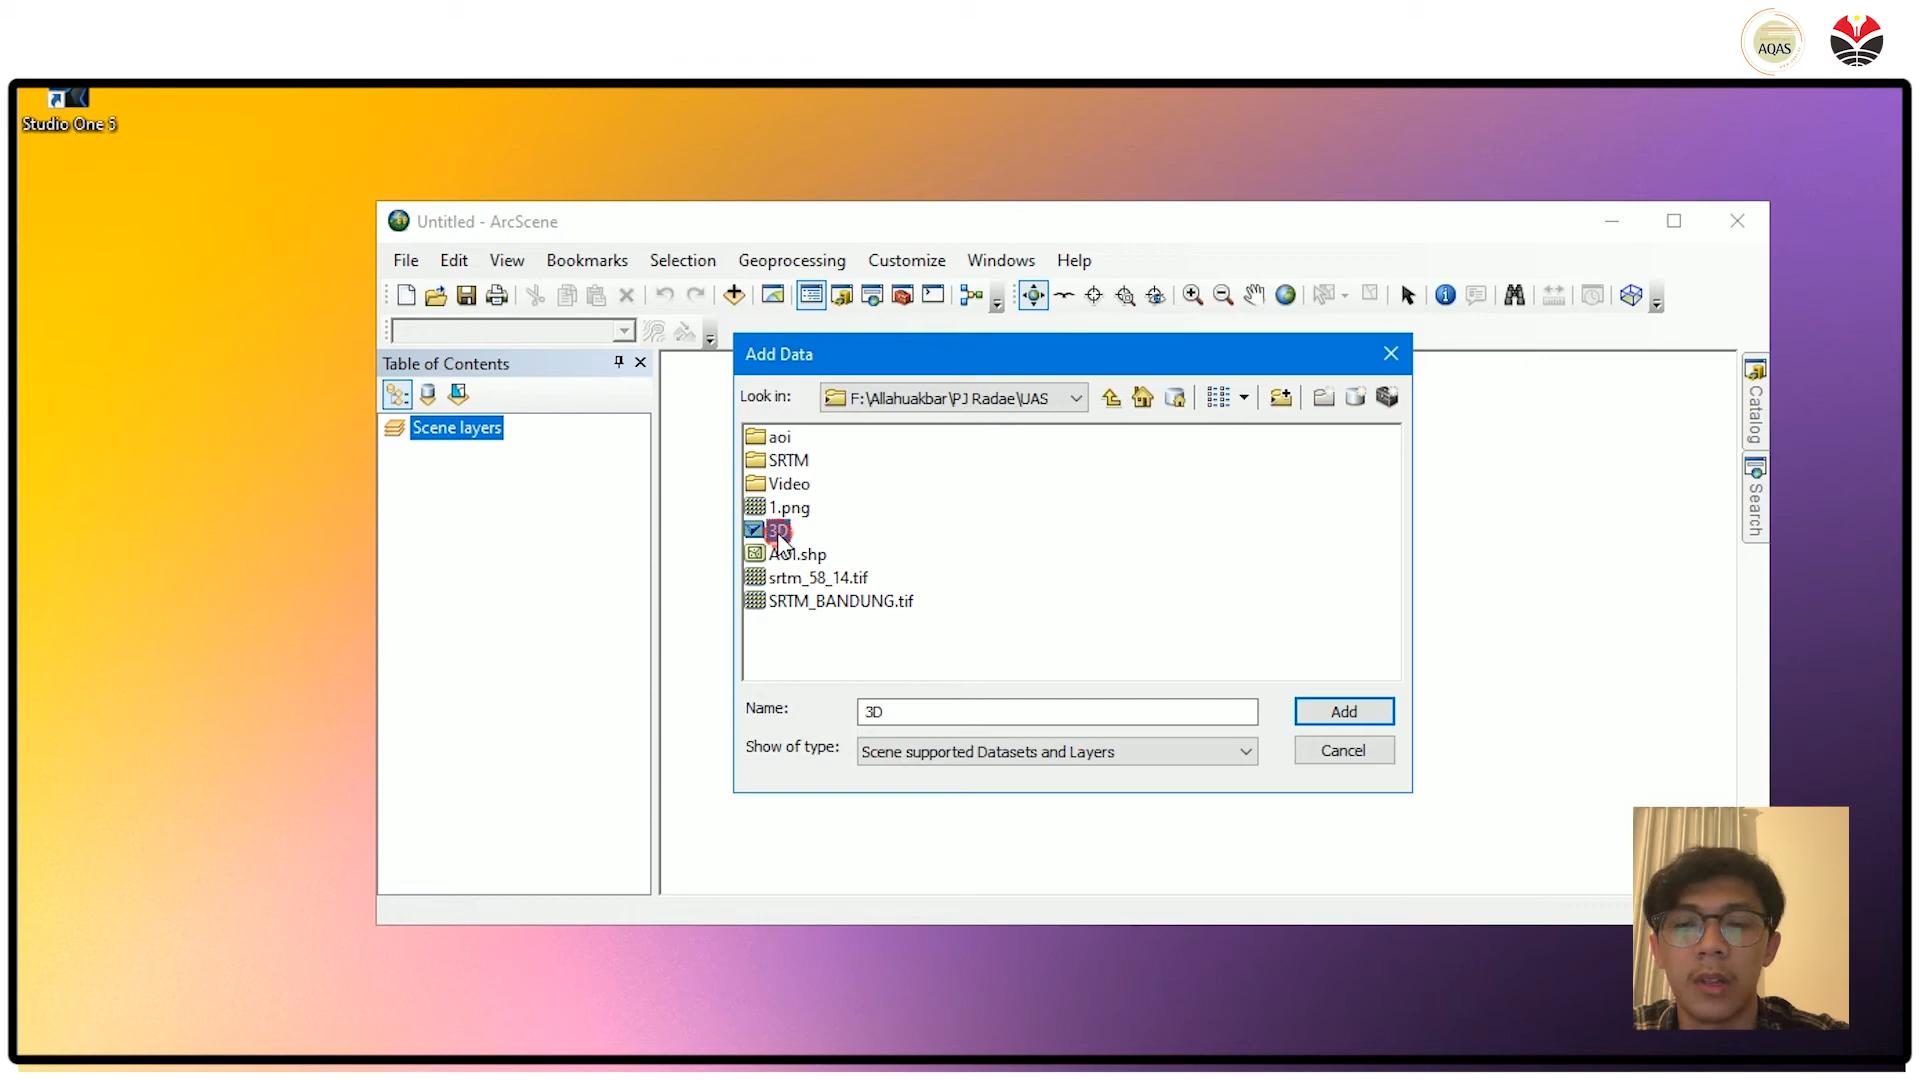 AQAS
Studio One 5
Untitled - ArcScene
File Edit View Bookmarks Selection Geoprocessing Customize Windows Help
Table of Contents
Scene layers
Add Data
Look in: F:\Allahuakbar\PJ Radae\UAS
aoi
SRTM
Video
1.png
3D
AOI.shp
srtm_58_14.tif
SRTM_BANDUNG.tif
Name: 3D
Add
Show of type: Scene supported Datasets and Layers
Cancel
Catalog
Search